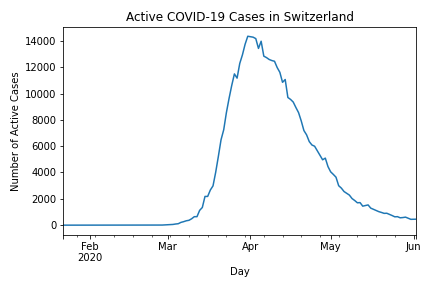 Active COVID-19 Cases in Switzerland
14000
12000
10000
8000
6000
4000
2000
0
Number of Active Cases
Feb Mar Apr May Jun
2020
Day